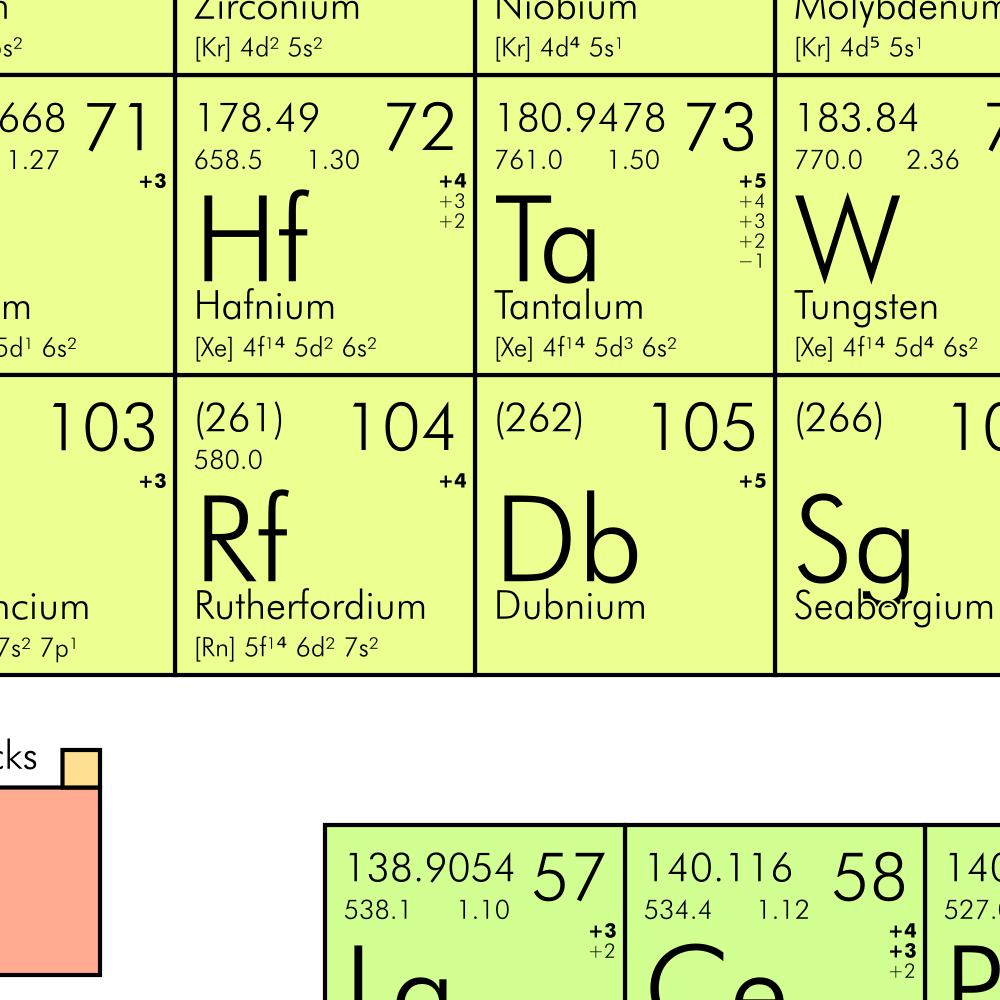 Zirconium
[Kr] 4d² 5s²
Niobium
[Kr] 4d⁴ 5s¹
Molybdenum
[Kr] 4d⁵ 5s¹
s²
668 71
1.27
+3
m
5d¹ 6s²
178.49 72
658.5 1.30
+4
+3
+2
Hf
Hafnium
[Xe] 4f¹⁴ 5d² 6s²
180.9478 73
761.0 1.50
+5
+4
+3
+2
−1
Ta
Tantalum
[Xe] 4f¹⁴ 5d³ 6s²
183.84 7
770.0 2.36
W
Tungsten
[Xe] 4f¹⁴ 5d⁴ 6s²
103
+3
ncium
7s² 7p¹
(261) 104
580.0
+4
Rf
Rutherfordium
[Rn] 5f¹⁴ 6d² 7s²
(262) 105
+5
Db
Dubnium
(266) 10
Sg
Seaborgium
cks
138.9054 57
538.1 1.10
+3
+2
La
140.116 58
534.4 1.12
+4
+3
+2
Ce
140
527.0
P